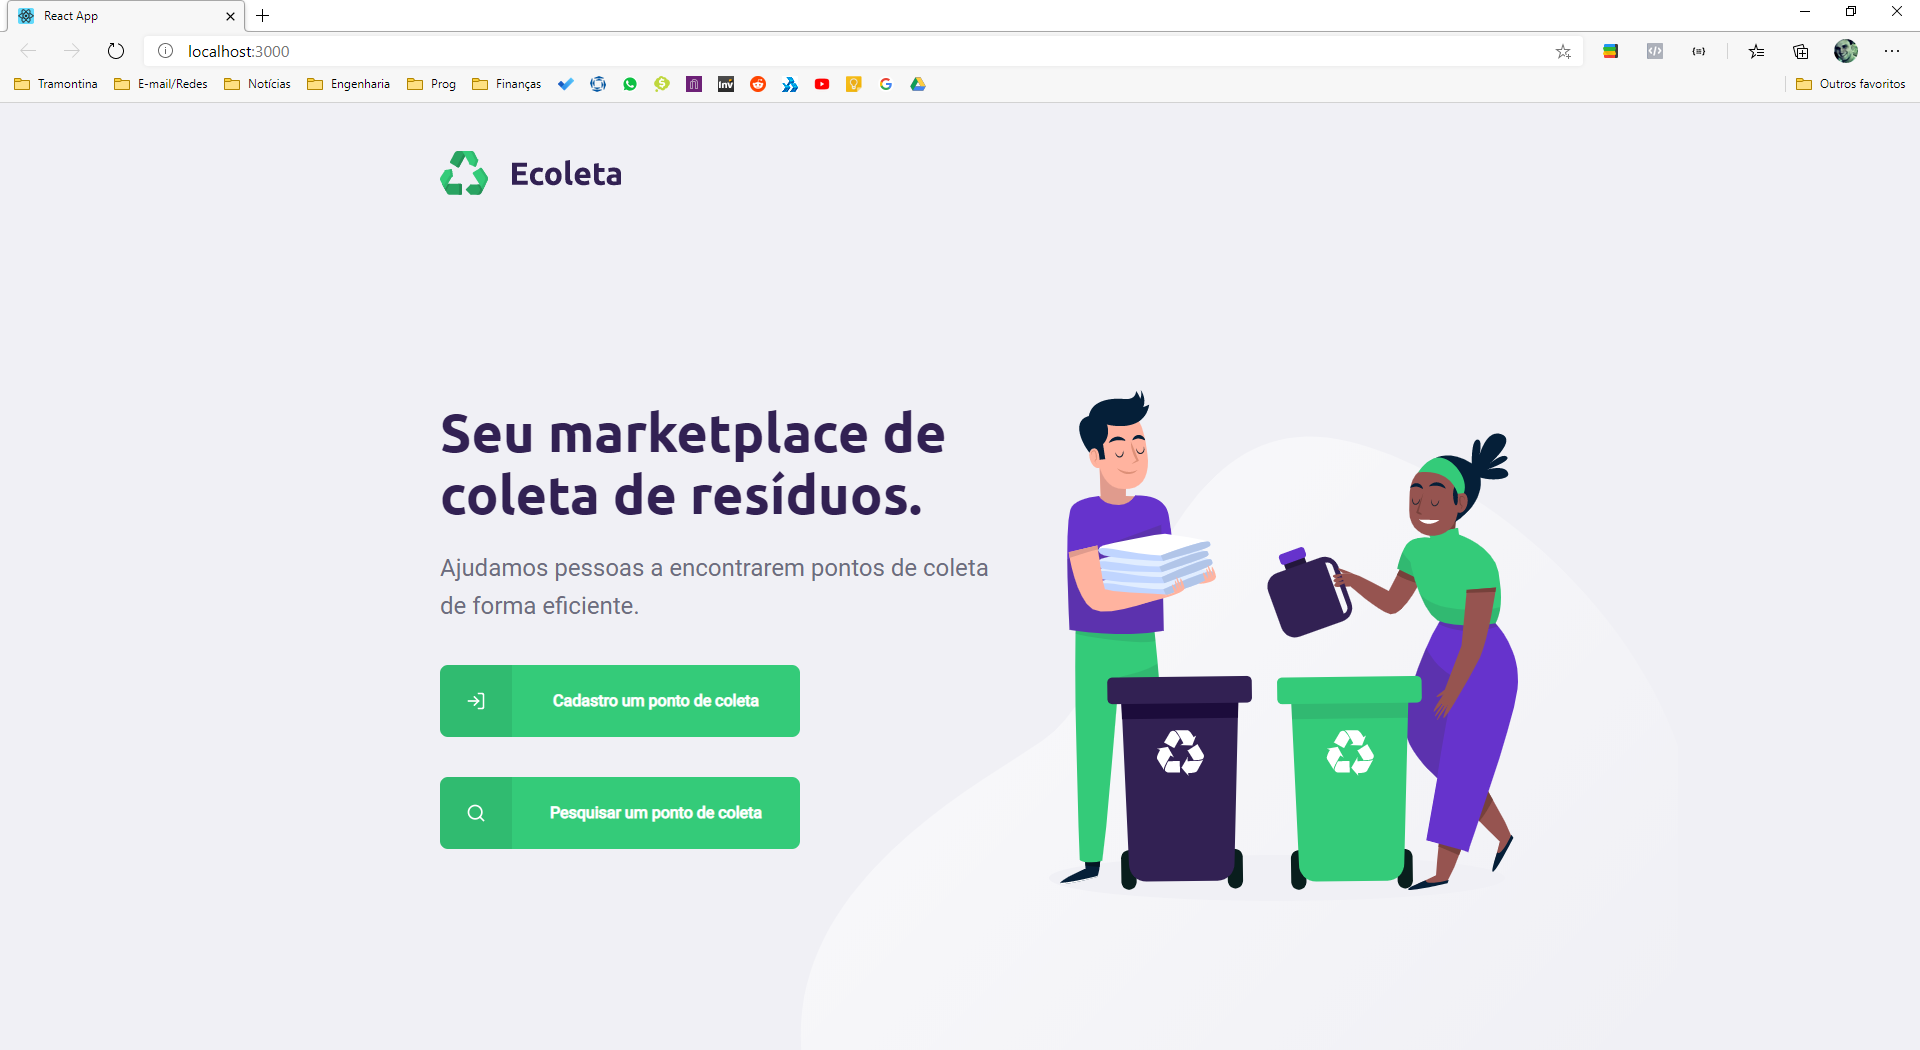 React App
localhost:3000
Tramontina
E-mail/Redes
Notícias
Engenharia
Prog
Finanças
Inv
Outros favoritos
Ecoleta
Seu marketplace de
coleta de resíduos.
Ajudamos pessoas a encontrarem pontos de coleta
de forma eficiente.
Cadastro um ponto de coleta
Pesquisar um ponto de coleta